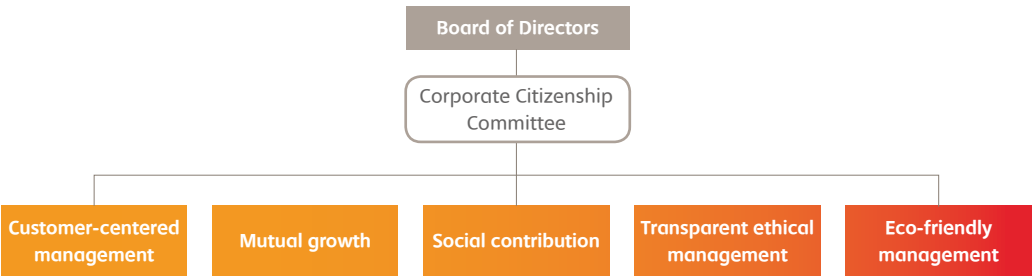 Board of Directors
Corporate Citizenship
Committee
Customer-centered
management
Mutual growth
Social contribution
Transparent ethical
management
Eco-friendly
management